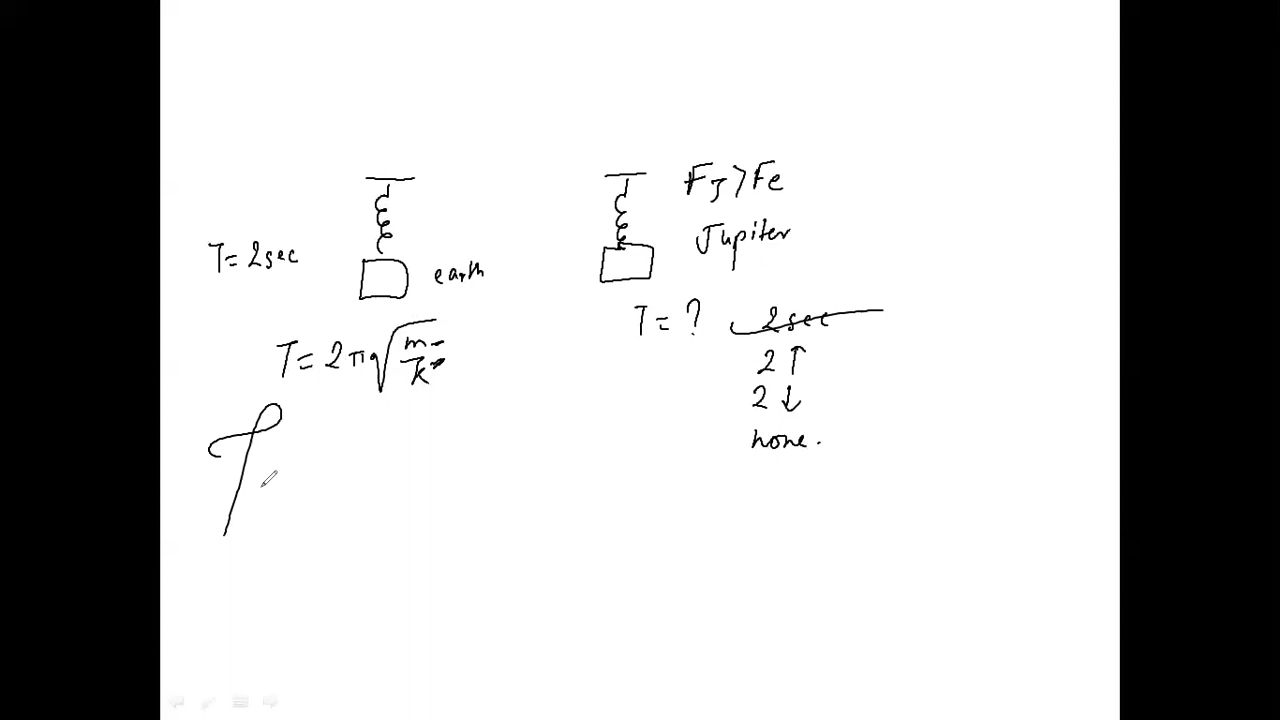 T = 2sec
earth
T = 2π√m/k
F_J > Fe
Jupiter
T = ? 2sec
2 ↑
2 ↓
none.